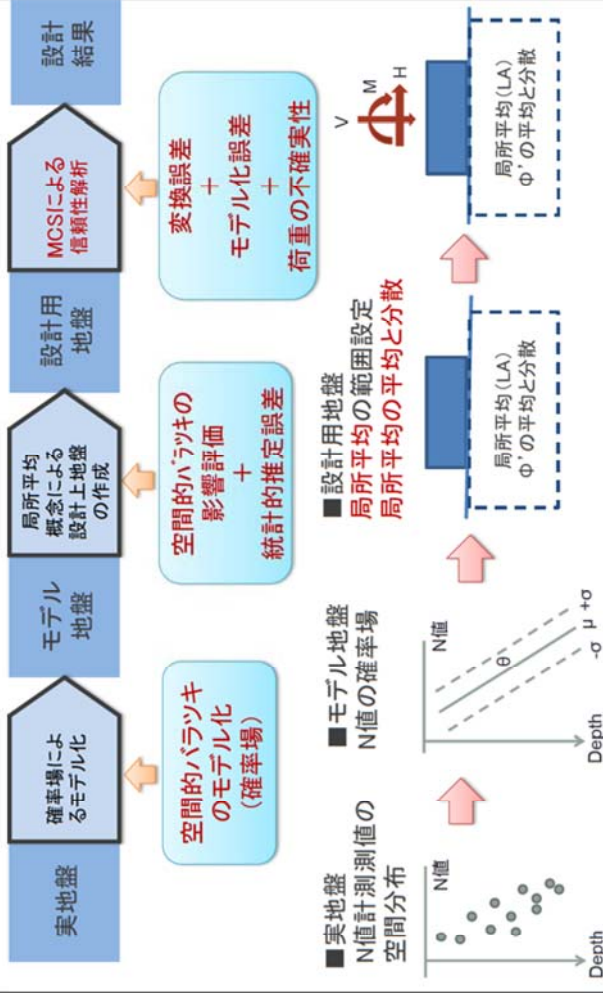 実地盤
確率場によ
るモデル化
モデル
地盤
局所平均
概念による
設計上地盤
の作成
設計用
地盤
MCSによる
信頼性解析
設計
結果
空間的バラツキ
のモデル化
(確率場)
空間的バラツキの
影響評価
+
統計的推定誤差
変換誤差
+
モデル化誤差
+
荷重の不確実性
■実地盤
N値計測測値の
空間分布
N値
Depth
■モデル地盤
N値の確率場
N値
θ
-σ
μ
+σ
Depth
■設計用地盤
局所平均の範囲設定
局所平均の平均と分散
局所平均(LA)
Φ'の平均と分散
V
M
H
局所平均(LA)
Φ'の平均と分散